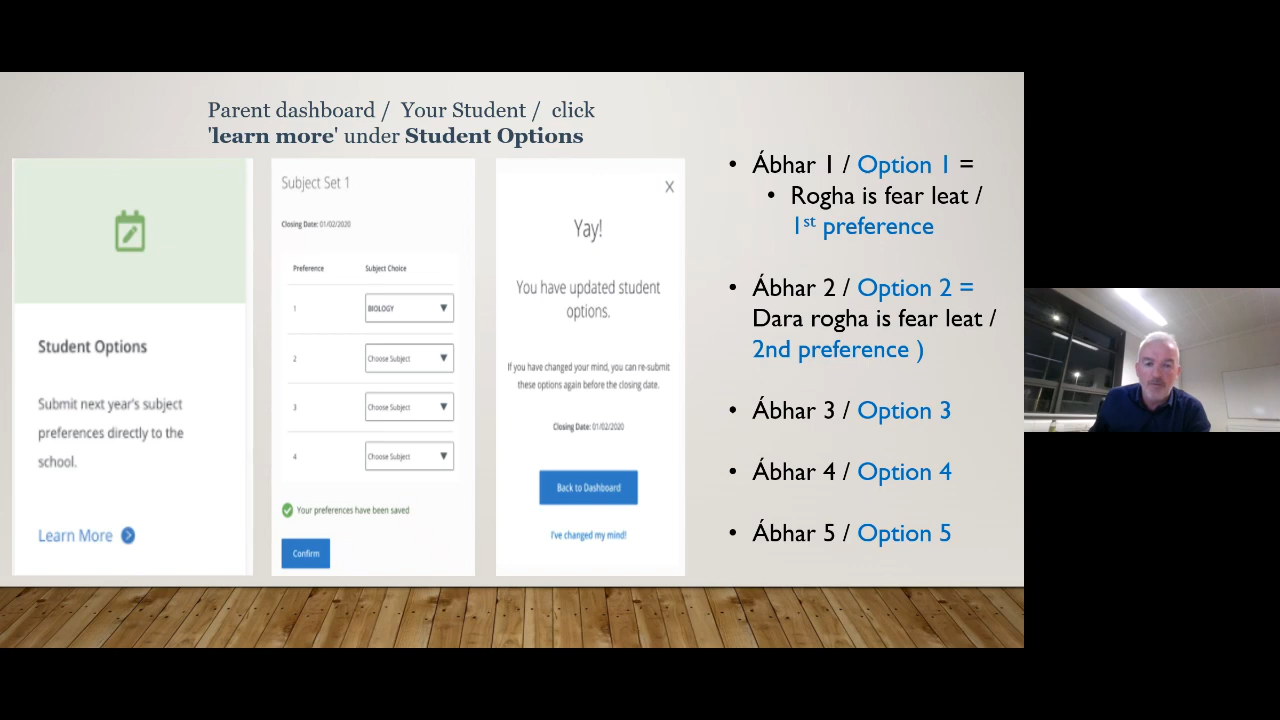 Parent dashboard / Your Student / click
'learn more' under Student Options
Student Options
Submit next year's subject
preferences directly to the
school.
Learn More
Subject Set 1
Closing Date: 01/02/2020
Preference Subject Choice
1 BIOLOGY
2 Choose Subject
3 Choose Subject
4 Choose Subject
Your preferences have been saved
Confirm
X
Yay!
You have updated student
options.
If you have changed your mind, you can re-submit
these options again before the closing date.
Closing Date: 01/02/2020
Back to Dashboard
I've changed my mind!
• Ábhar 1 / Option 1 =
• Rogha is fear leat /
1st preference
• Ábhar 2 / Option 2 =
Dara rogha is fear leat /
2nd preference )
• Ábhar 3 / Option 3
• Ábhar 4 / Option 4
• Ábhar 5 / Option 5